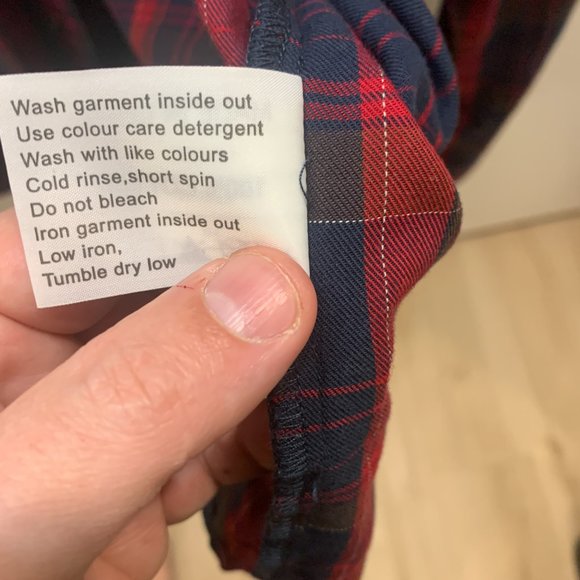 Wash garment inside out
Use colour care detergent
Wash with like colours
Cold rinse,short spin
Do not bleach
Iron garment inside out
Low iron,
Tumble dry low